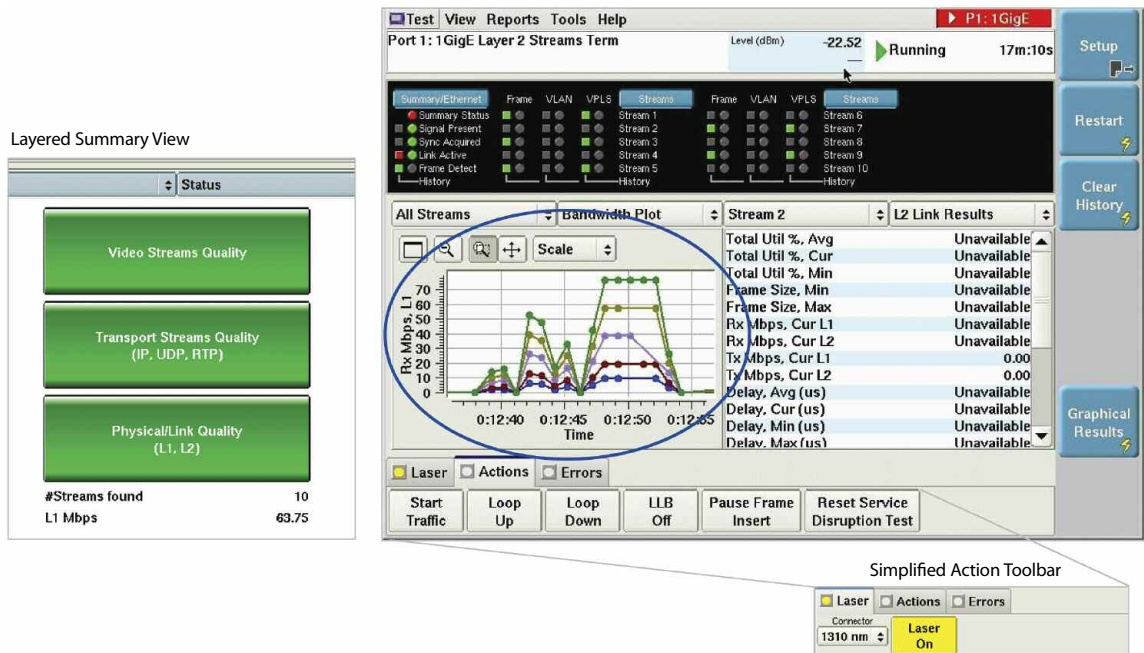 Layered Summary View
Status
Video Streams Quality
Transport Streams Quality
(IP, UDP, RTP)
Physical/Link Quality
(L1, L2)
#Streams found 10
L1 Mbps 63.75
Test View Reports Tools Help
P1: 1GigE
Port 1: 1GigE Layer 2 Streams Term
Level (dBm) -22.52
Running 17m:10s
Summary/Ethernet Frame VLAN VPLS Streams Frame VLAN VPLS Streams
Summary Status Stream 1 Stream 6
Signal Present Stream 2 Stream 7
Sync Acquired Stream 3 Stream 8
Link Active Stream 4 Stream 9
Frame Detect Stream 5 Stream 10
History History History
All Streams Bandwidth Plot Stream 2 L2 Link Results
Scale
Rx Mbps, L1
70
60
50
40
30
20
10
0
0:12:40 0:12:45 0:12:50 0:12:55
Time
Total Util %, Avg Unavailable
Total Util %, Cur Unavailable
Total Util %, Min Unavailable
Frame Size, Min Unavailable
Frame Size, Max Unavailable
Rx Mbps, Cur L1 Unavailable
Rx Mbps, Cur L2 Unavailable
Tx Mbps, Cur L1 0.00
Tx Mbps, Cur L2 0.00
Delay, Avg (us) Unavailable
Delay, Cur (us) Unavailable
Delay, Min (us) Unavailable
Delay, Max (us) Unavailable
Laser Actions Errors
Start Traffic
Loop Up
Loop Down
LLB Off
Pause Frame Insert
Reset Service Disruption Test
Setup
Restart
Clear History
Graphical Results
Simplified Action Toolbar
Laser Actions Errors
Connector
1310 nm
Laser On